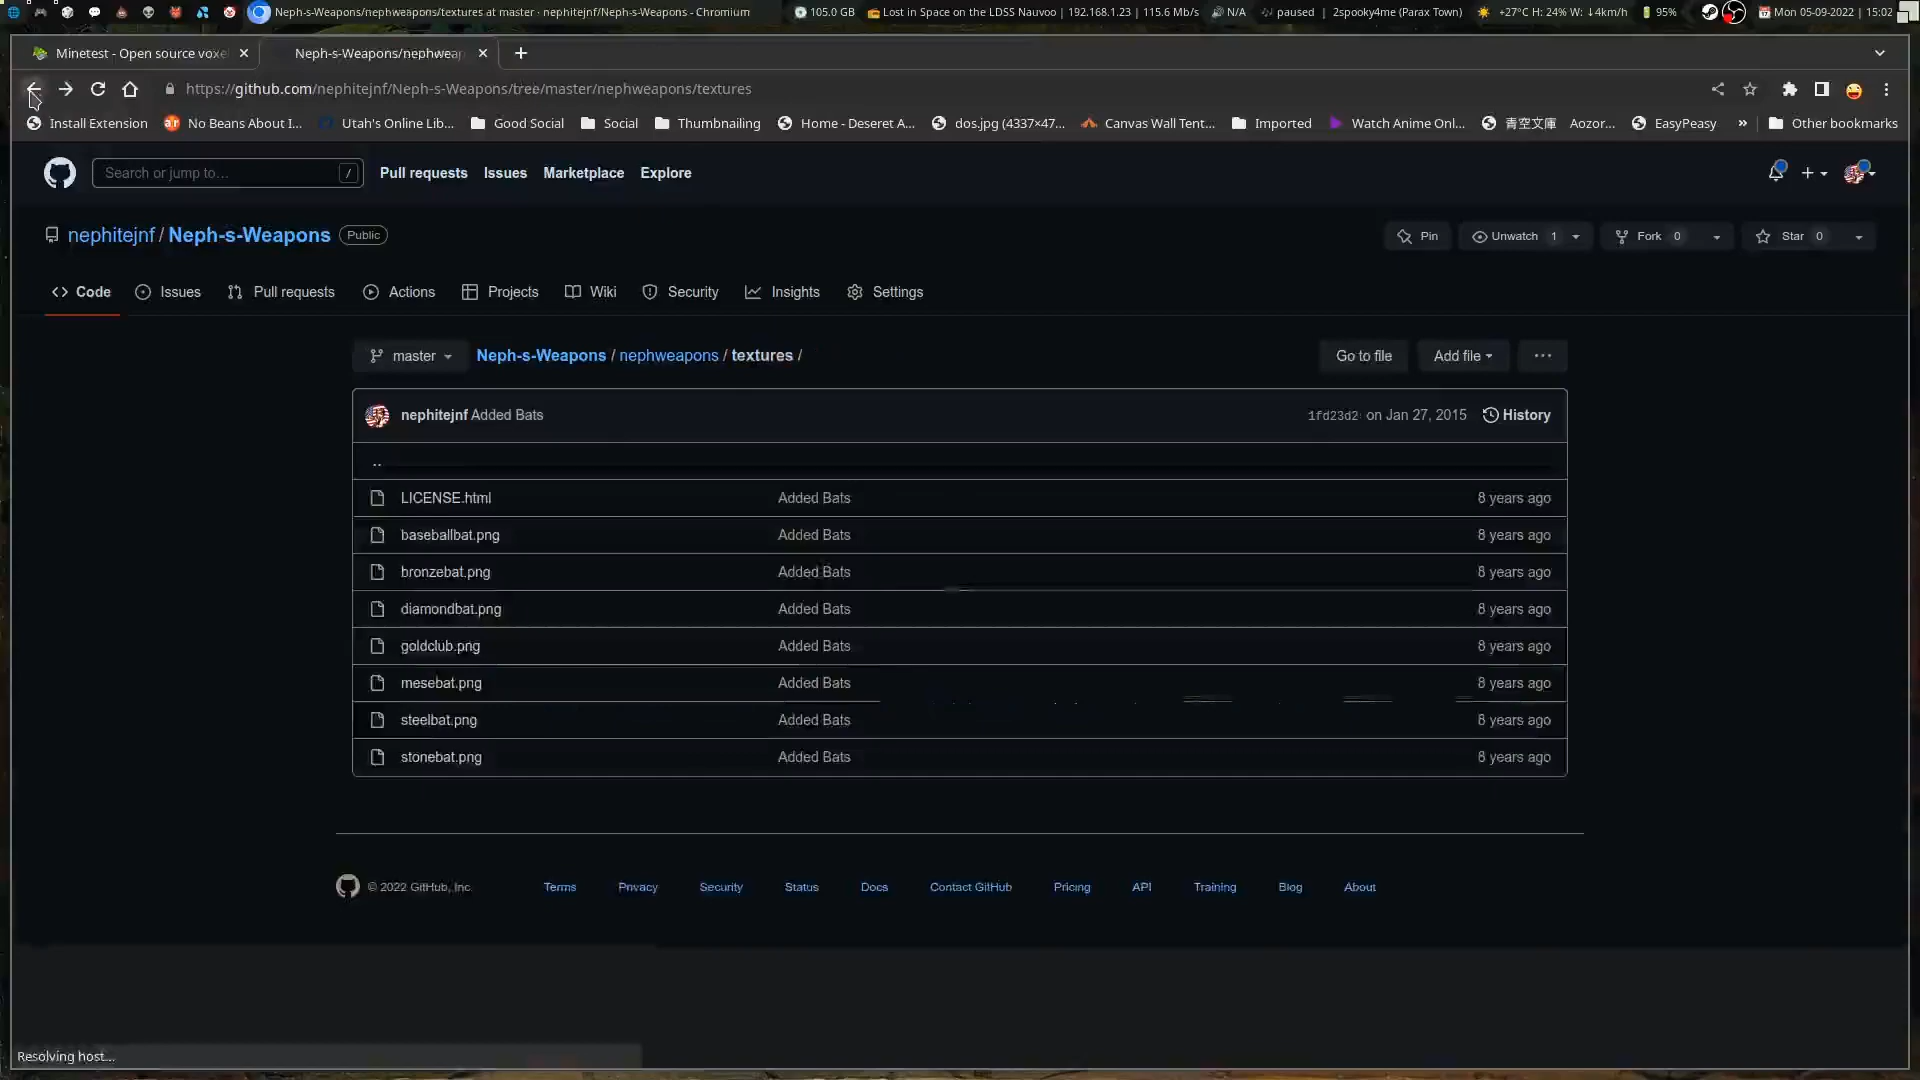 Neph-s-Weapons/nephweapons/textures at master · nephitejnf/Neph-s-Weapons - Chromium 105.0 GB Lost in Space on the LDSS Nauvoo | 192.168.1.23 | 115.6 Mb/s N/A paused | 2spooky4me (Parax Town) +27°C H: 24% W: ↓4km/h 95% Mon 05-09-2022 | 15:02
Minetest - Open source voxe Neph-s-Weapons/nephweap
https://github.com/nephitejnf/Neph-s-Weapons/tree/master/nephweapons/textures
Install Extension No Beans About I... Utah's Online Lib... Good Social Social Thumbnailing Home - Deseret A... dos.jpg (4337×47... Canvas Wall Tent... Imported Watch Anime Onl... 青空文庫 Aozor... EasyPeasy » Other bookmarks
Search or jump to... / Pull requests Issues Marketplace Explore
nephitejnf / Neph-s-Weapons Public Pin Unwatch 1 Fork 0 Star 0
Code Issues Pull requests Actions Projects Wiki Security Insights Settings
master Neph-s-Weapons / nephweapons / textures / Go to file Add file ...
nephitejnf Added Bats 1fd23d2 on Jan 27, 2015 History
..
LICENSE.html Added Bats 8 years ago
baseballbat.png Added Bats 8 years ago
bronzebat.png Added Bats 8 years ago
diamondbat.png Added Bats 8 years ago
goldclub.png Added Bats 8 years ago
mesebat.png Added Bats 8 years ago
steelbat.png Added Bats 8 years ago
stonebat.png Added Bats 8 years ago
© 2022 GitHub, Inc. Terms Privacy Security Status Docs Contact GitHub Pricing API Training Blog About
Resolving host...